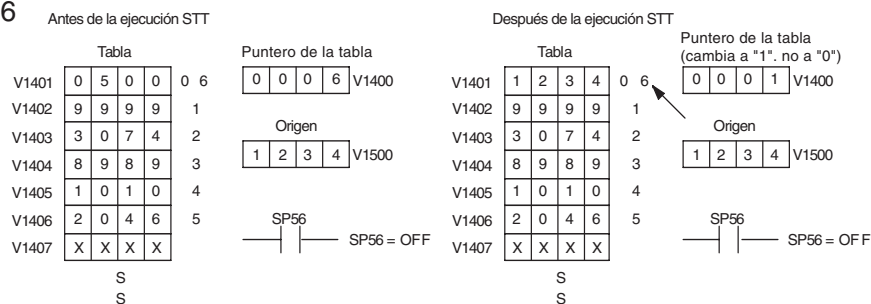 6
Antes de la ejecución STT
Tabla
Puntero de la tabla
V1401 0 5 0 0 0 6
0 0 0 6 V1400
V1402 9 9 9 9 1
V1403 3 0 7 4 2
Origen
V1404 8 9 8 9 3
1 2 3 4 V1500
V1405 1 0 1 0 4
V1406 2 0 4 6 5
SP56
SP56 = OFF
V1407 X X X X
S
S
Después de la ejecución STT
Tabla
Puntero de la tabla
(cambia a "1". no a "0")
V1401 1 2 3 4 0 6
0 0 0 1 V1400
V1402 9 9 9 9 1
V1403 3 0 7 4 2
Origen
V1404 8 9 8 9 3
1 2 3 4 V1500
V1405 1 0 1 0 4
V1406 2 0 4 6 5
SP56
SP56 = OFF
V1407 X X X X
S
S